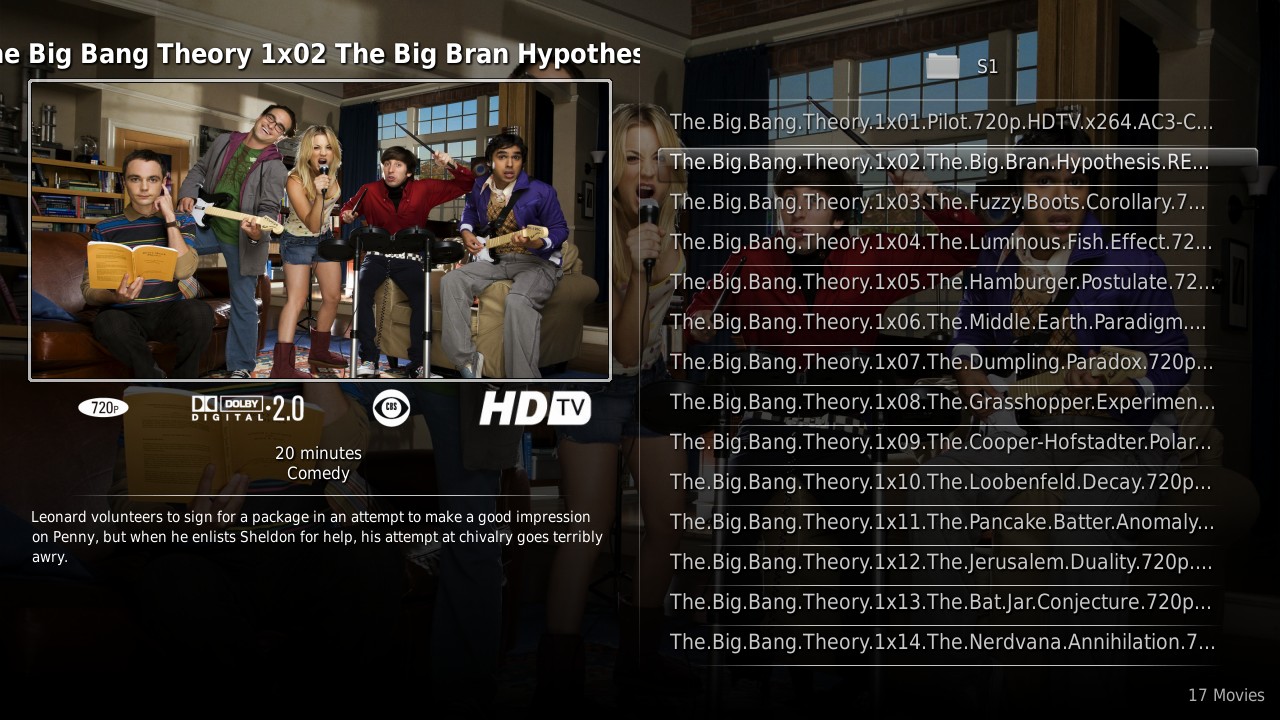 he Big Bang Theory 1x02 The Big Bran Hypothes
720P
DOLBY DIGITAL 2.0
CBS
HDTV
20 minutes
Comedy
Leonard volunteers to sign for a package in an attempt to make a good impression
on Penny, but when he enlists Sheldon for help, his attempt at chivalry goes terribly
awry.
S1
The.Big.Bang.Theory.1x01.Pilot.720p.HDTV.x264.AC3-C...
The.Big.Bang.Theory.1x02.The.Big.Bran.Hypothesis.RE...
The.Big.Bang.Theory.1x03.The.Fuzzy.Boots.Corollary.7...
The.Big.Bang.Theory.1x04.The.Luminous.Fish.Effect.72...
The.Big.Bang.Theory.1x05.The.Hamburger.Postulate.72...
The.Big.Bang.Theory.1x06.The.Middle.Earth.Paradigm....
The.Big.Bang.Theory.1x07.The.Dumpling.Paradox.720p...
The.Big.Bang.Theory.1x08.The.Grasshopper.Experimen...
The.Big.Bang.Theory.1x09.The.Cooper-Hofstadter.Polar...
The.Big.Bang.Theory.1x10.The.Loobenfeld.Decay.720p...
The.Big.Bang.Theory.1x11.The.Pancake.Batter.Anomaly...
The.Big.Bang.Theory.1x12.The.Jerusalem.Duality.720p....
The.Big.Bang.Theory.1x13.The.Bat.Jar.Conjecture.720p...
The.Big.Bang.Theory.1x14.The.Nerdvana.Annihilation.7...
17 Movies